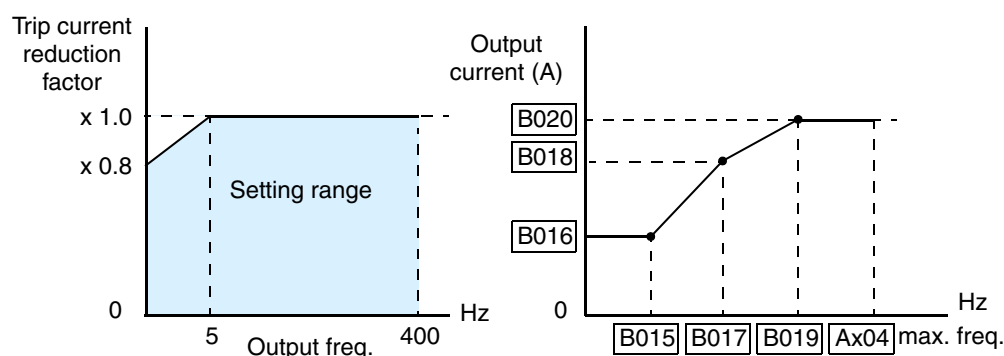 Trip current
reduction
factor
x 1.0
x 0.8
Setting range
0
5
400
Hz
Output freq.
Output
current (A)
B020
B018
B016
0
Hz
B015 B017 B019 Ax04 max. freq.